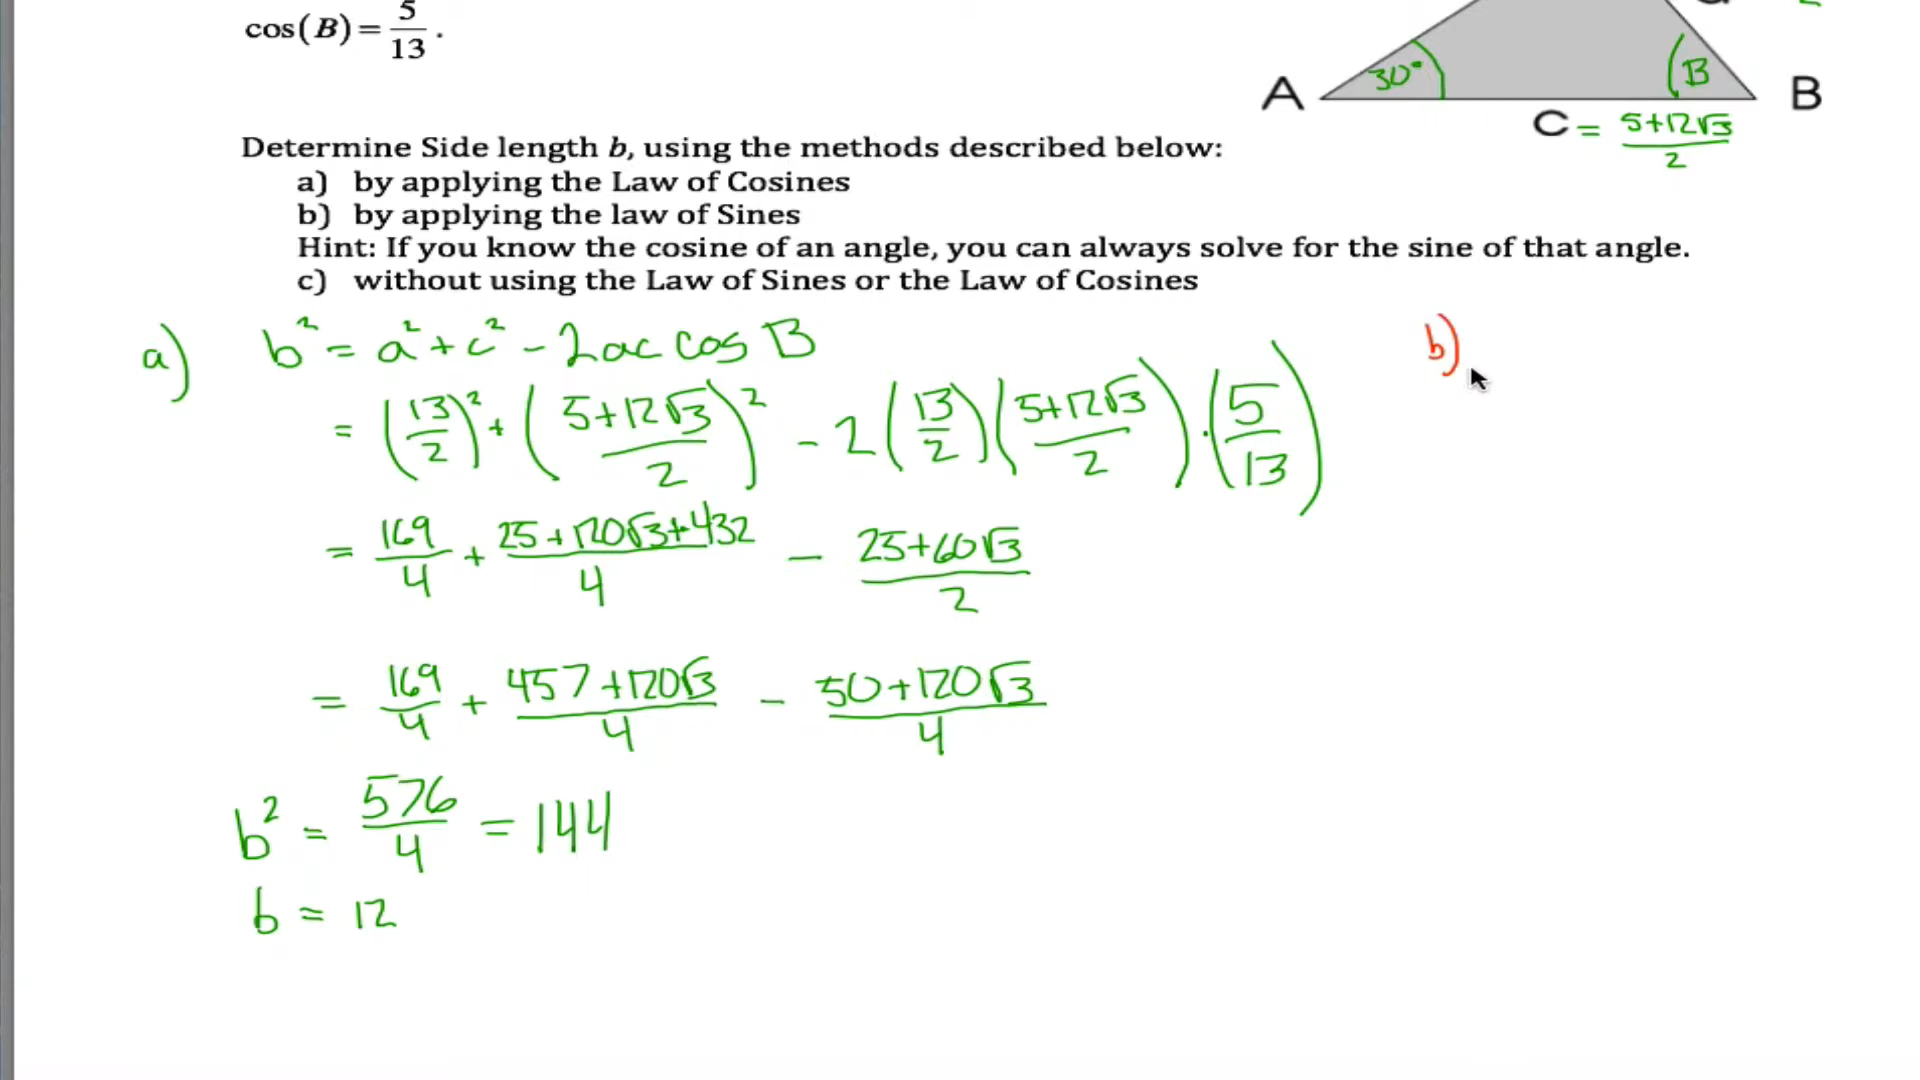 cos(B) = 5/13 .
30°
B
A
B
C = (5+12√3)/2
Determine Side length b, using the methods described below:
a) by applying the Law of Cosines
b) by applying the law of Sines
Hint: If you know the cosine of an angle, you can always solve for the sine of that angle.
c) without using the Law of Sines or the Law of Cosines
a) b² = a² + c² - 2ac cos B
= (13/2)² + ((5+12√3)/2)² - 2(13/2)((5+12√3)/2)·(5/13)
= 169/4 + (25+120√3+432)/4 - (25+60√3)/2
= 169/4 + (457+120√3)/4 - (50+120√3)/4
b² = 576/4 = 144
b = 12
b)